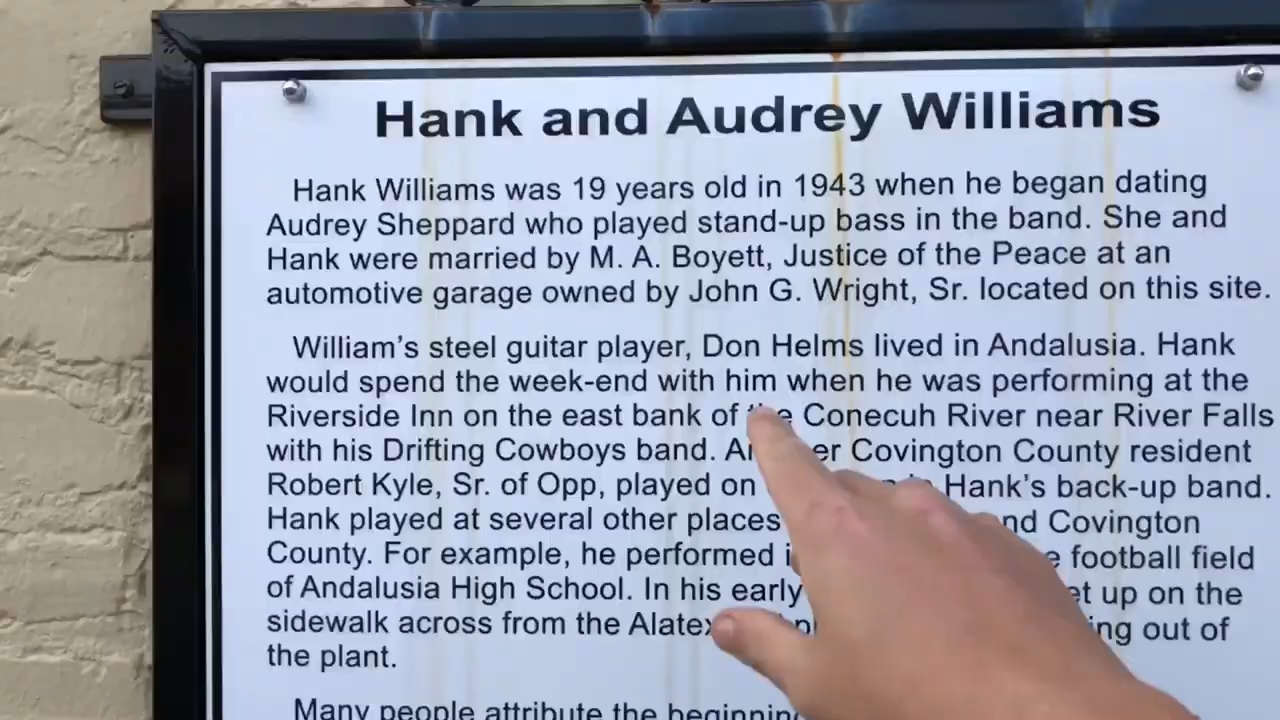 Hank and Audrey Williams
Hank Williams was 19 years old in 1943 when he began dating
Audrey Sheppard who played stand-up bass in the band. She and
Hank were married by M. A. Boyett, Justice of the Peace at an
automotive garage owned by John G. Wright, Sr. located on this site.
William's steel guitar player, Don Helms lived in Andalusia. Hank
would spend the week-end with him when he was performing at the
Riverside Inn on the east bank of the Conecuh River near River Falls
with his Drifting Cowboys band. Covington County resident
Robert Kyle, Sr. of Opp, played on Hank's back-up band.
Hank played at several other places Covington
County. For example, he performed football field
of Andalusia High School. In his early up on the
sidewalk across from the out of
the plant.
Many people attribute the